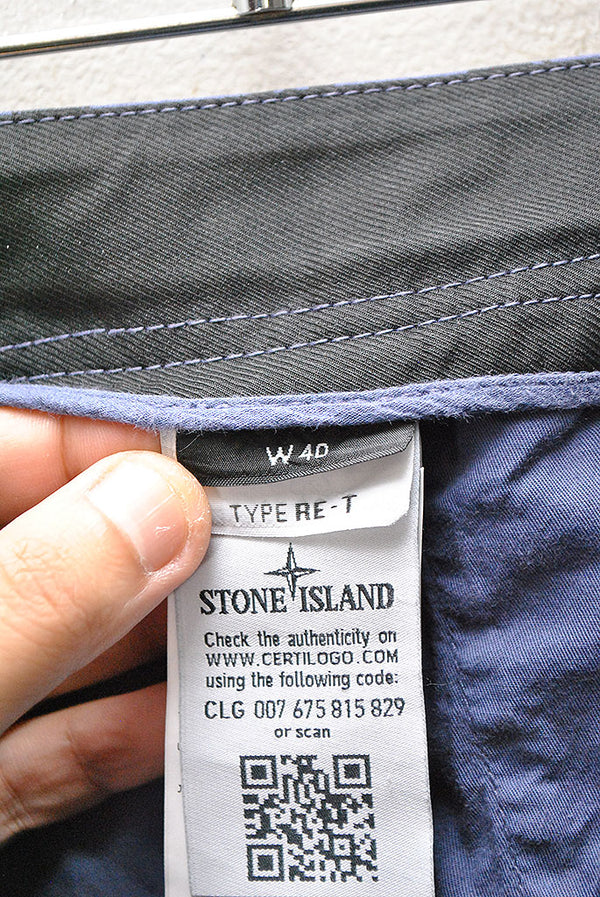 W 40
TYPE RE-T
STONE ISLAND
Check the authenticity on
WWW.CERTILOGO.COM
using the following code:
CLG 007 675 815 829
or scan